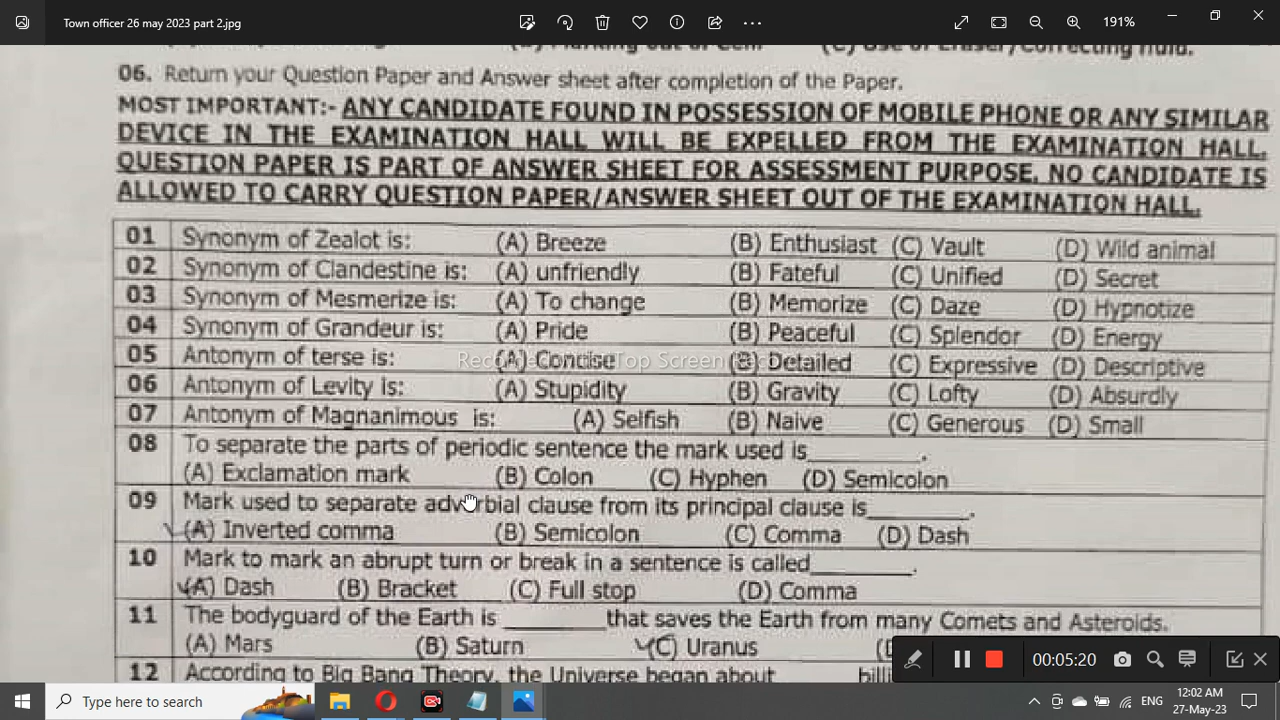 Town officer 26 may 2023 part 2.jpg
191%
06. Return your Question Paper and Answer sheet after completion of the Paper.
MOST IMPORTANT:- ANY CANDIDATE FOUND IN POSSESSION OF MOBILE PHONE OR ANY SIMILAR
DEVICE IN THE EXAMINATION HALL WILL BE EXPELLED FROM THE EXAMINATION HALL.
QUESTION PAPER IS PART OF ANSWER SHEET FOR ASSESSMENT PURPOSE. NO CANDIDATE IS
ALLOWED TO CARRY QUESTION PAPER/ANSWER SHEET OUT OF THE EXAMINATION HALL.
01 Synonym of Zealot is: (A) Breeze (B) Enthusiast (C) Vault (D) Wild animal
02 Synonym of Clandestine is: (A) unfriendly (B) Fateful (C) Unified (D) Secret
03 Synonym of Mesmerize is: (A) To change (B) Memorize (C) Daze (D) Hypnotize
04 Synonym of Grandeur is: (A) Pride (B) Peaceful (C) Splendor (D) Energy
05 Antonym of terse is: (A) Concise (B) Detailed (C) Expressive (D) Descriptive
06 Antonym of Levity is: (A) Stupidity (B) Gravity (C) Lofty (D) Absurdly
07 Antonym of Magnanimous is: (A) Selfish (B) Naive (C) Generous (D) Small
08 To separate the parts of periodic sentence the mark used is________.
(A) Exclamation mark (B) Colon (C) Hyphen (D) Semicolon
09 Mark used to separate adverbial clause from its principal clause is________.
(A) Inverted comma (B) Semicolon (C) Comma (D) Dash
10 Mark to mark an abrupt turn or break in a sentence is called________.
(A) Dash (B) Bracket (C) Full stop (D) Comma
11 The bodyguard of the Earth is ________that saves the Earth from many Comets and Asteroids.
(A) Mars (B) Saturn (C) Uranus
12 According to Big Bang Theory, the Universe began about
00:05:20
Type here to search
ENG
12:02 AM
27-May-23